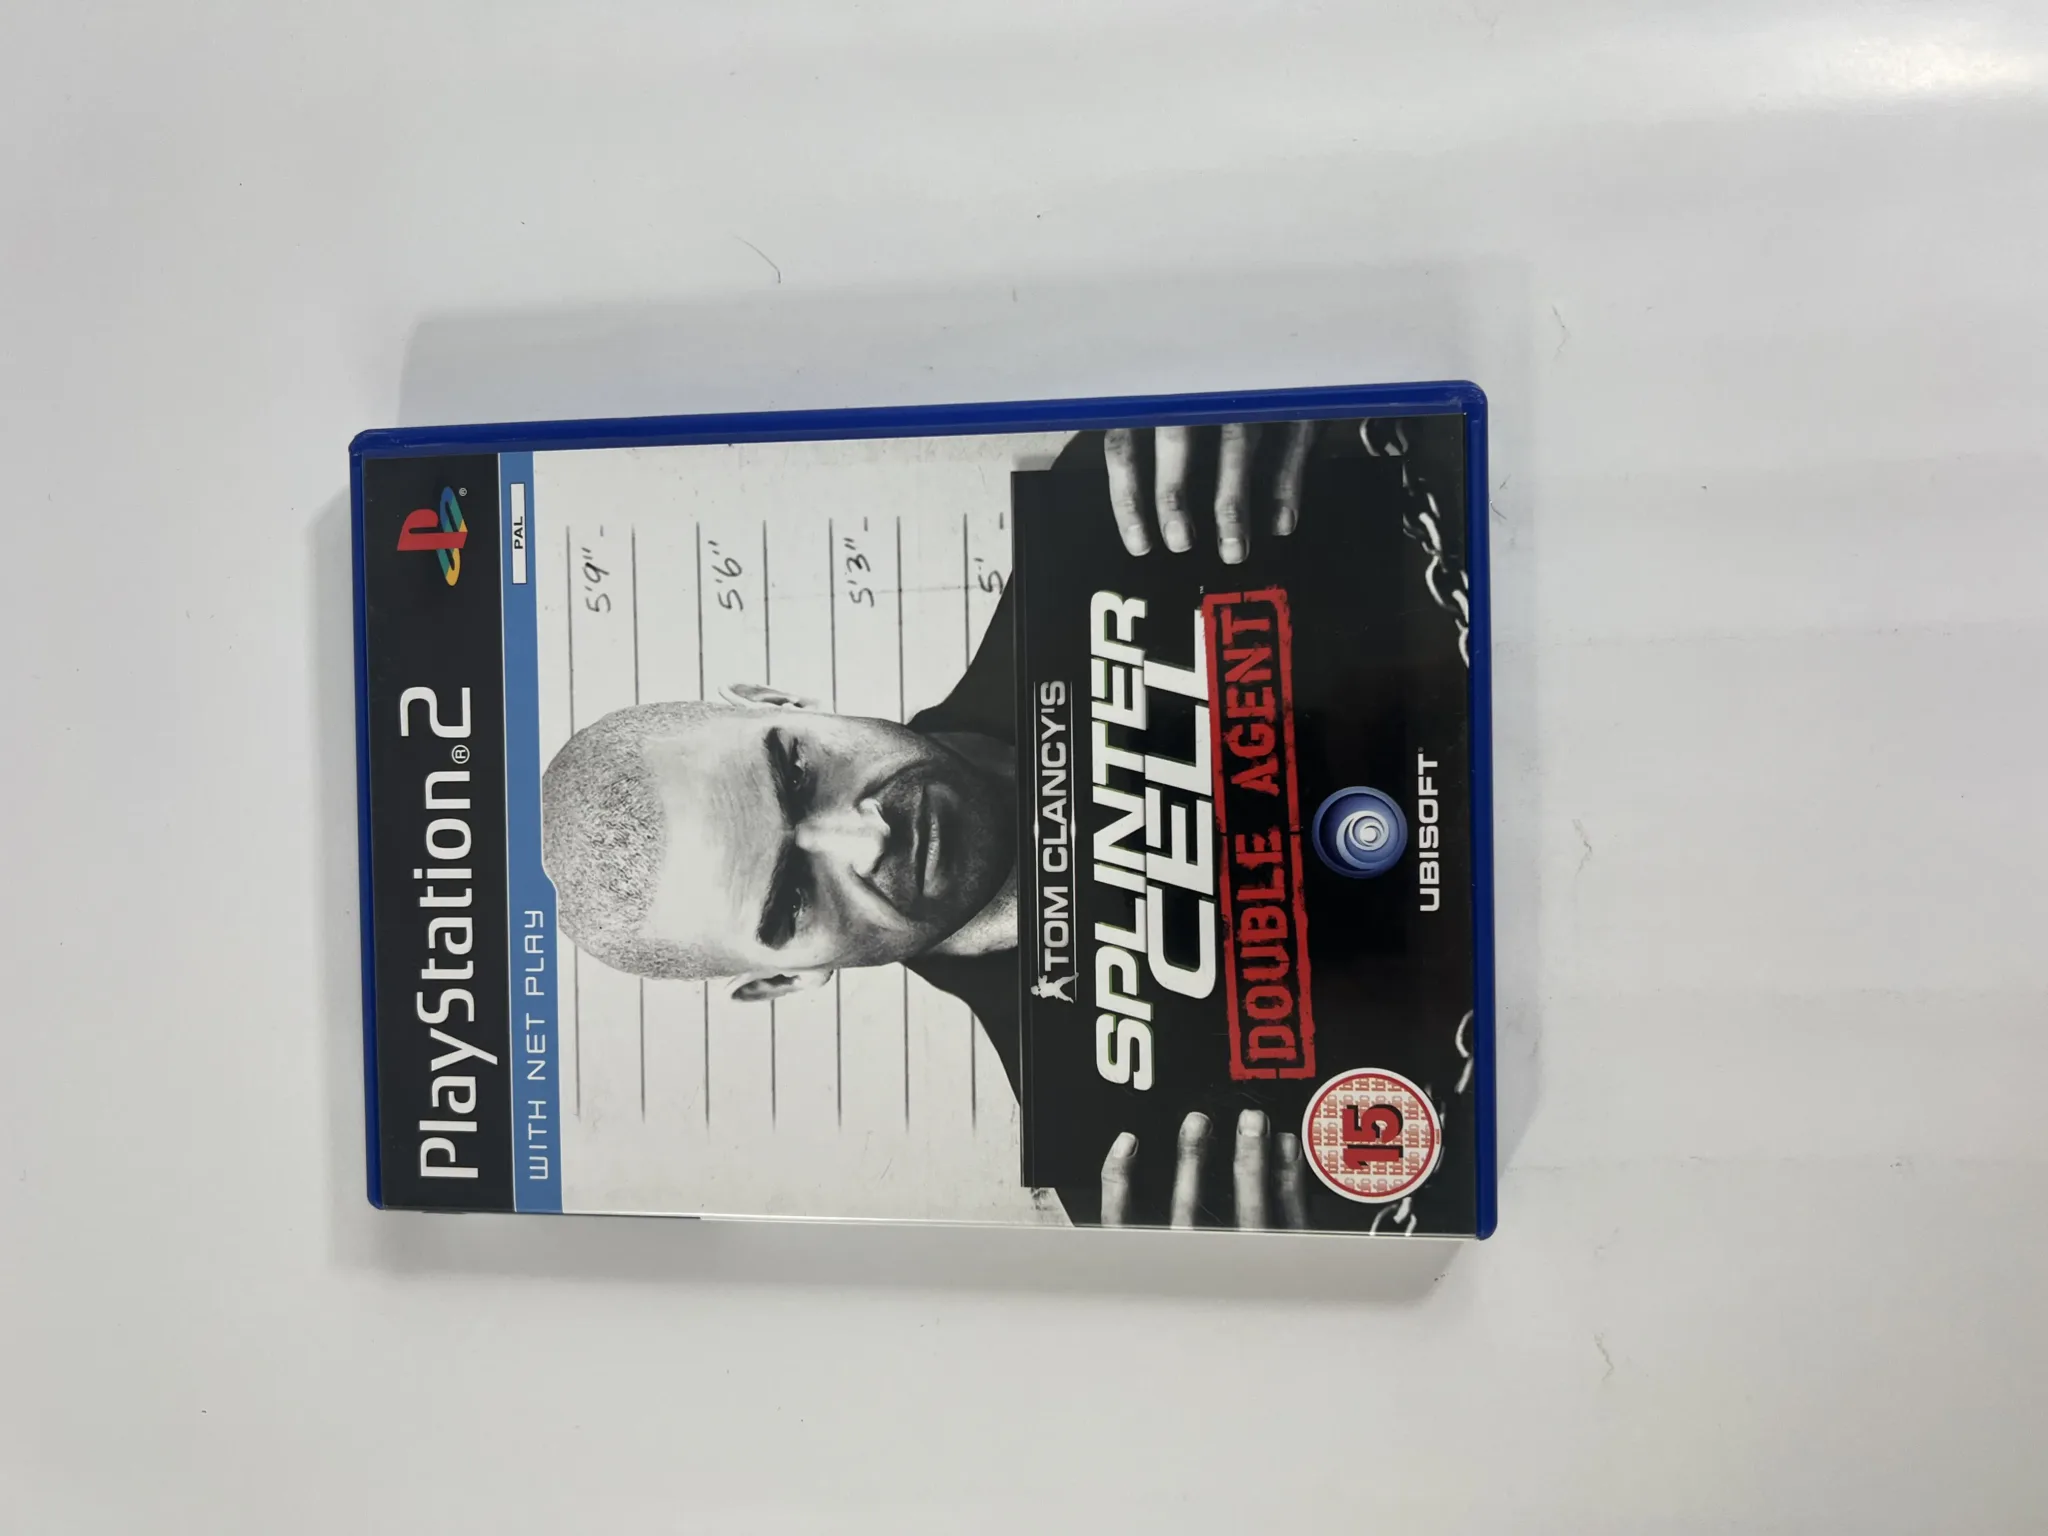 PlayStation®2
®
WITH NET PLAY
PAL
5'9"-
5'6"
5'3"-
5' -
TOM CLANCY'S
SPLINTER
CELL™
DOUBLE AGENT
15
UBISOFT